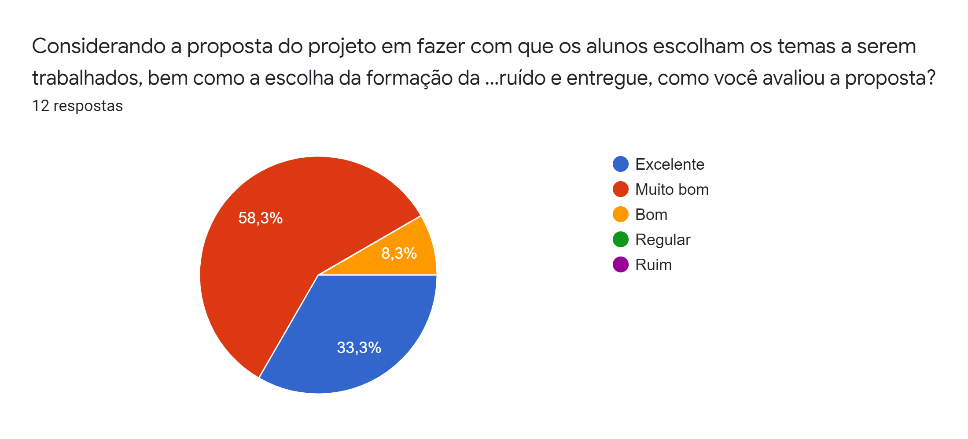 Considerando a proposta do projeto em fazer com que os alunos escolham os temas a serem
trabalhados, bem como a escolha da formação da ...ruído e entregue, como você avaliou a proposta?
12 respostas
58,3%
8,3%
33,3%
Excelente
Muito bom
Bom
Regular
Ruim